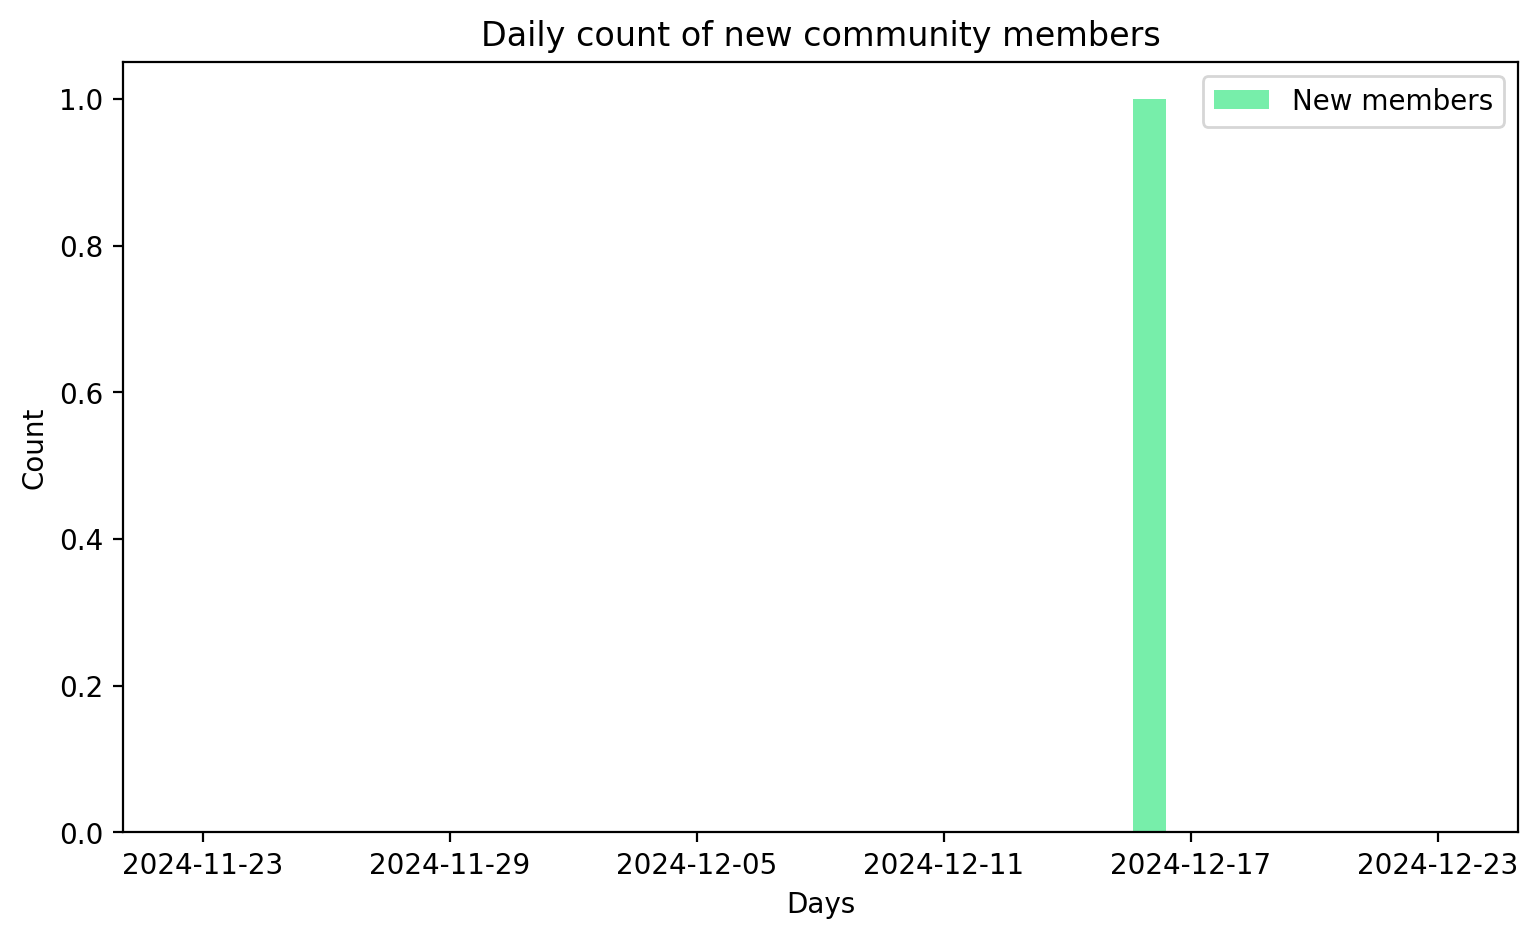 Daily count of new community members
New members
1.0
0.8
0.6
0.4
0.2
0.0
Count
2024-11-23 2024-11-29 2024-12-05 2024-12-11 2024-12-17 2024-12-23
Days